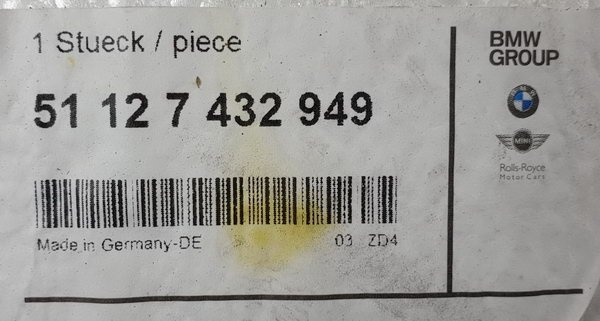 1 Stueck / piece
51 12 7 432 949
Made in Germany-DE 03 ZD4
BMW
GROUP
MINI
Rolls-Royce
Motor Cars